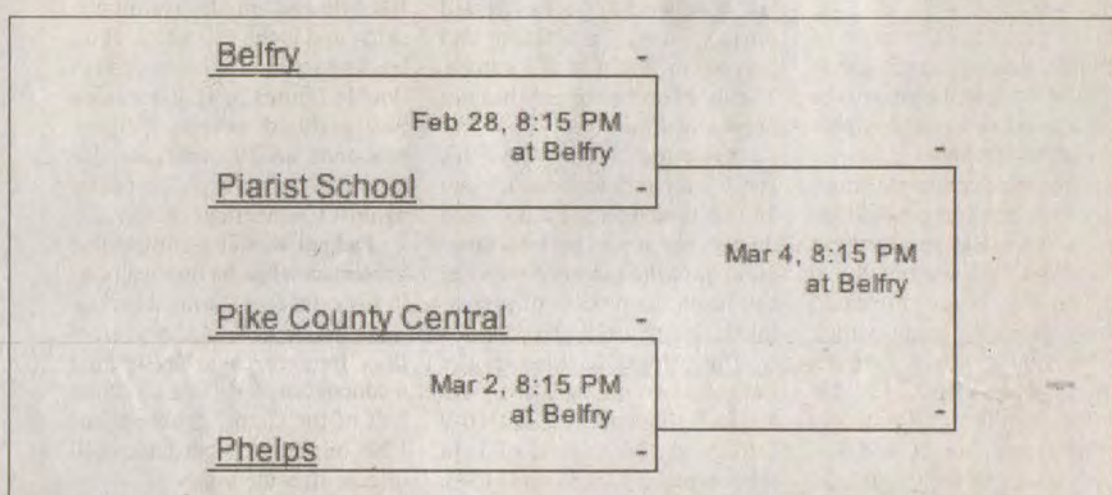 Belfry -
Feb 28, 8:15 PM
at Belfry
-
Piarist School -
Mar 4, 8:15 PM
at Belfry
Pike County Central -
Mar 2, 8:15 PM
at Belfry
-
Phelps -